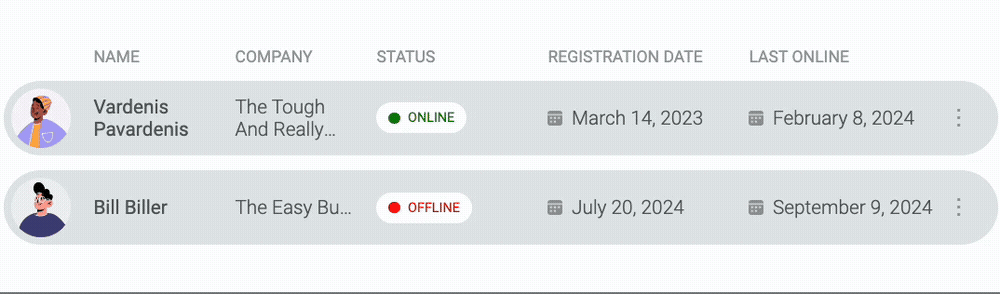 NAME COMPANY STATUS REGISTRATION DATE LAST ONLINE
Vardenis Pavardenis The Tough And Really... ONLINE March 14, 2023 February 8, 2024
Bill Biller The Easy Bu... OFFLINE July 20, 2024 September 9, 2024